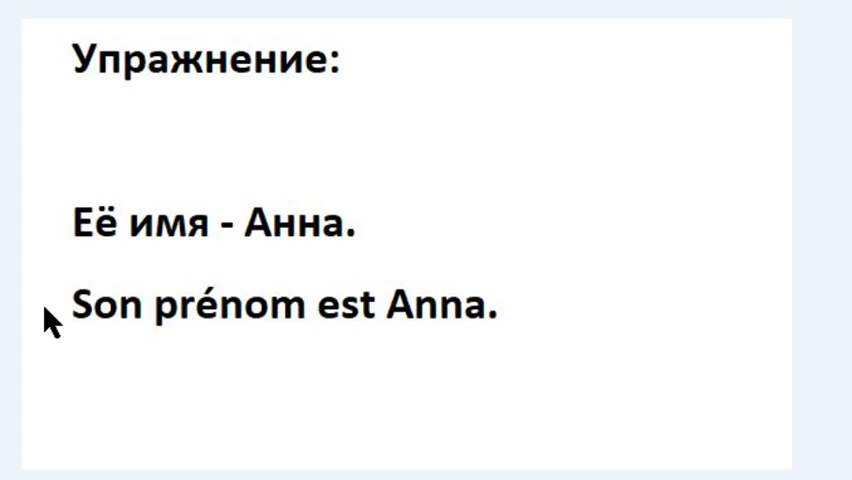 Упражнение:
Её имя - Анна.
Son prénom est Anna.